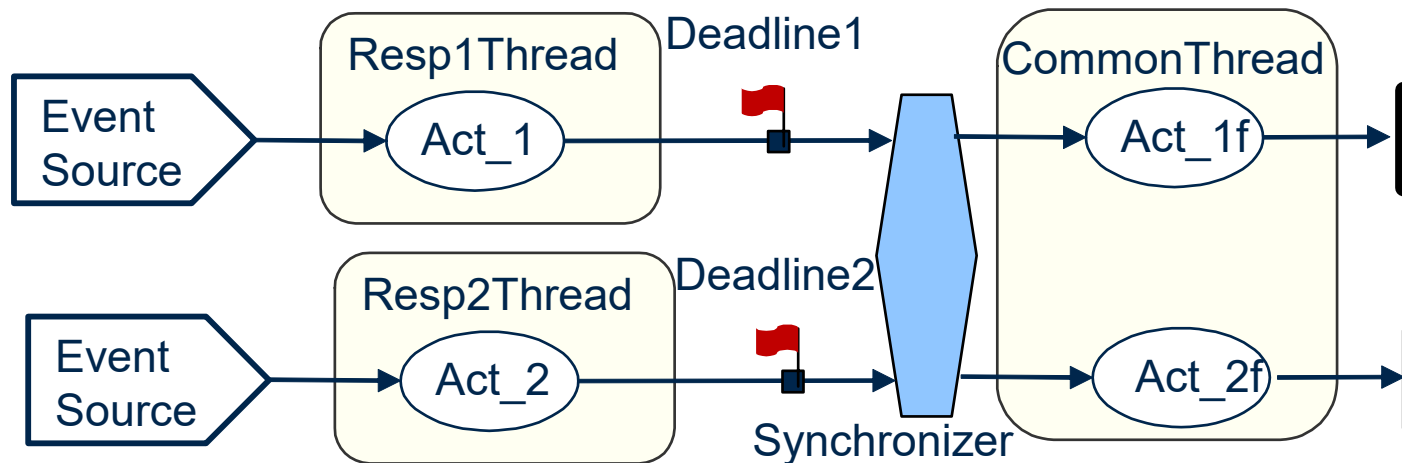 Deadline1
Resp1Thread
CommonThread
Event
Source
Act_1
Act_1f
Deadline2
Resp2Thread
Event
Source
Act_2
Act_2f
Synchronizer